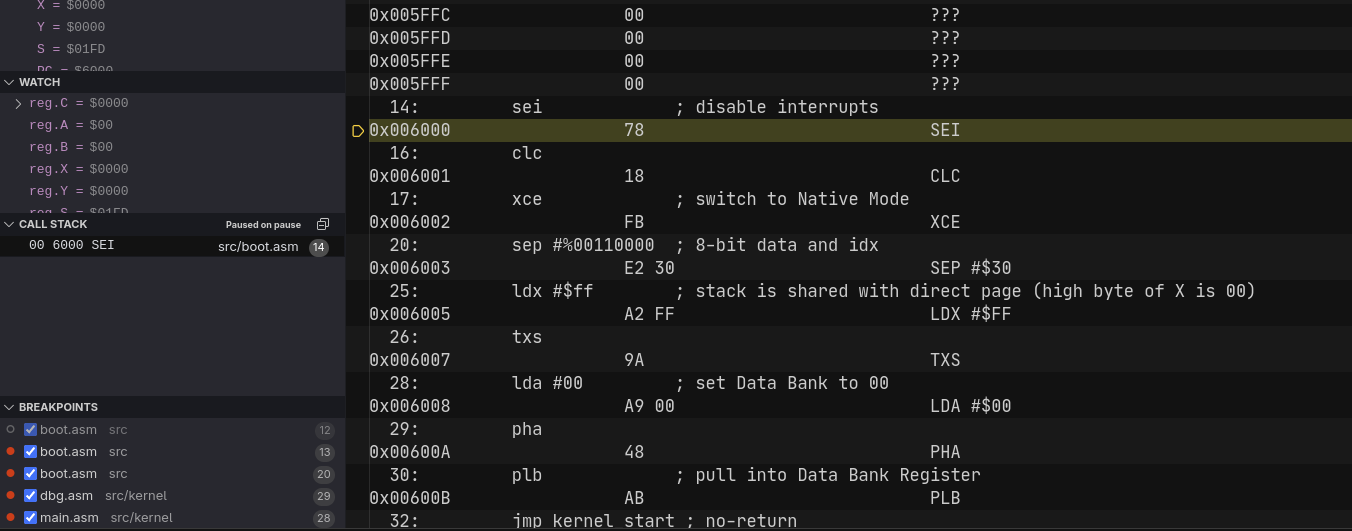 X = $0000
Y = $0000
S = $01FD
PC = $6000
WATCH
reg.C = $0000
reg.A = $00
reg.B = $00
reg.X = $0000
reg.Y = $0000
reg.S = $01FD
CALL STACK Paused on pause
00 6000 SEI src/boot.asm 14
BREAKPOINTS
boot.asm src 12
boot.asm src 13
boot.asm src 20
dbg.asm src/kernel 29
main.asm src/kernel 28
0x005FFC 00 ???
0x005FFD 00 ???
0x005FFE 00 ???
0x005FFF 00 ???
14: sei ; disable interrupts
0x006000 78 SEI
16: clc
0x006001 18 CLC
17: xce ; switch to Native Mode
0x006002 FB XCE
20: sep #%00110000 ; 8-bit data and idx
0x006003 E2 30 SEP #$30
25: ldx #$ff ; stack is shared with direct page (high byte of X is 00)
0x006005 A2 FF LDX #$FF
26: txs
0x006007 9A TXS
28: lda #00 ; set Data Bank to 00
0x006008 A9 00 LDA #$00
29: pha
0x00600A 48 PHA
30: plb ; pull into Data Bank Register
0x00600B AB PLB
32: jmp kernel_start ; no-return